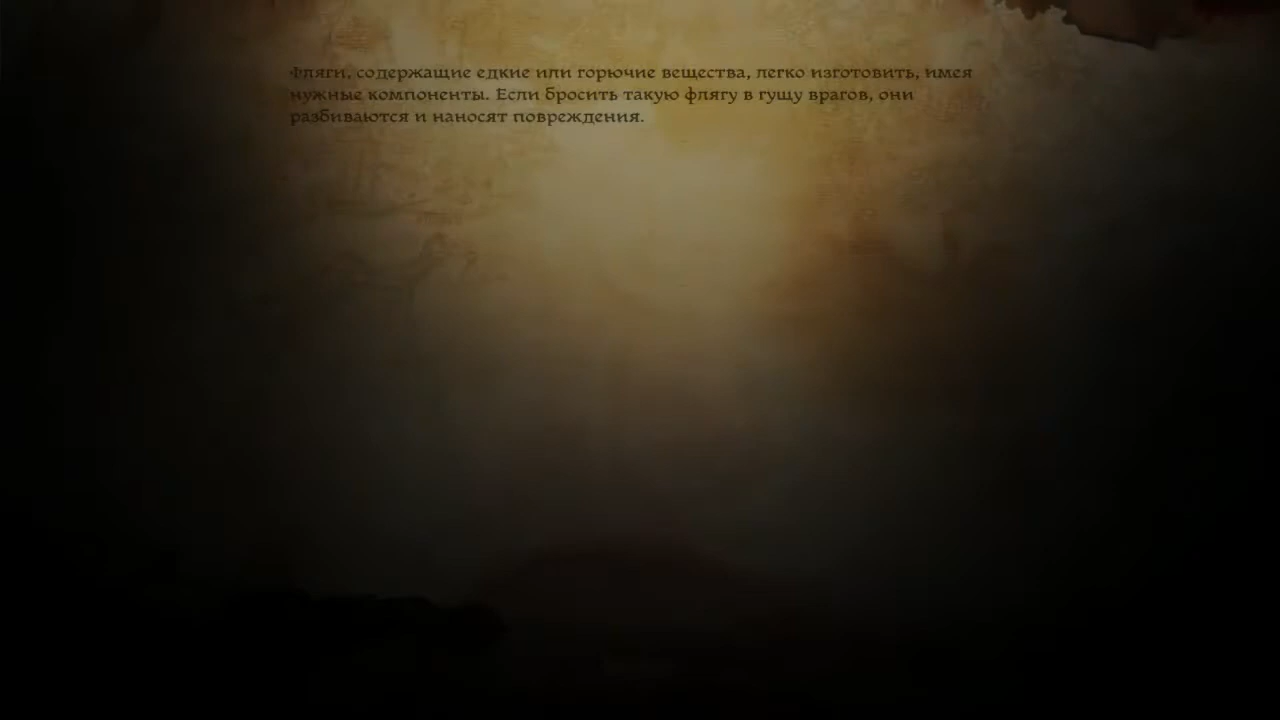 Фляги, содержащие едкие или горючие вещества, легко изготовить, имея
нужные компоненты. Если бросить такую флягу в гущу врагов, они
разбиваются и наносят повреждения.